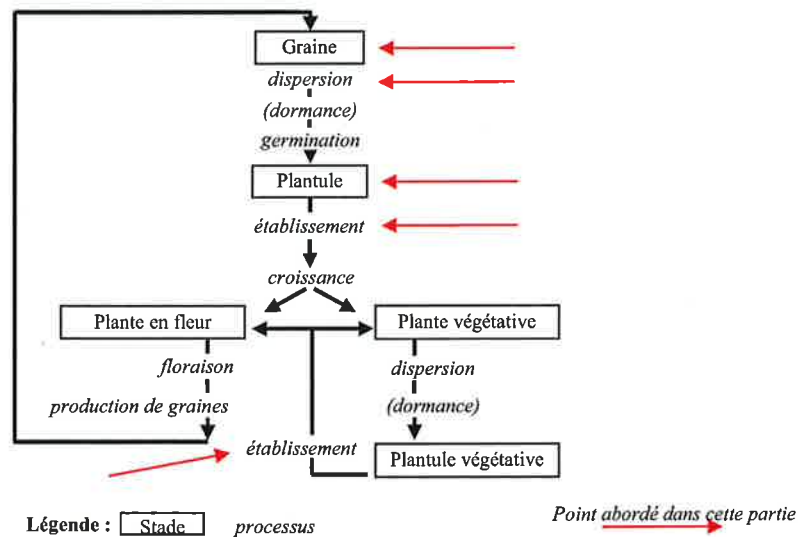 Graine
dispersion
(dormance)
germination
Plantule
établissement
croissance
Plante en fleur
Plante végétative
floraison
dispersion
production de graines
(dormance)
établissement
Plantule végétative
Légende : Stade processus
Point abordé dans cette partie